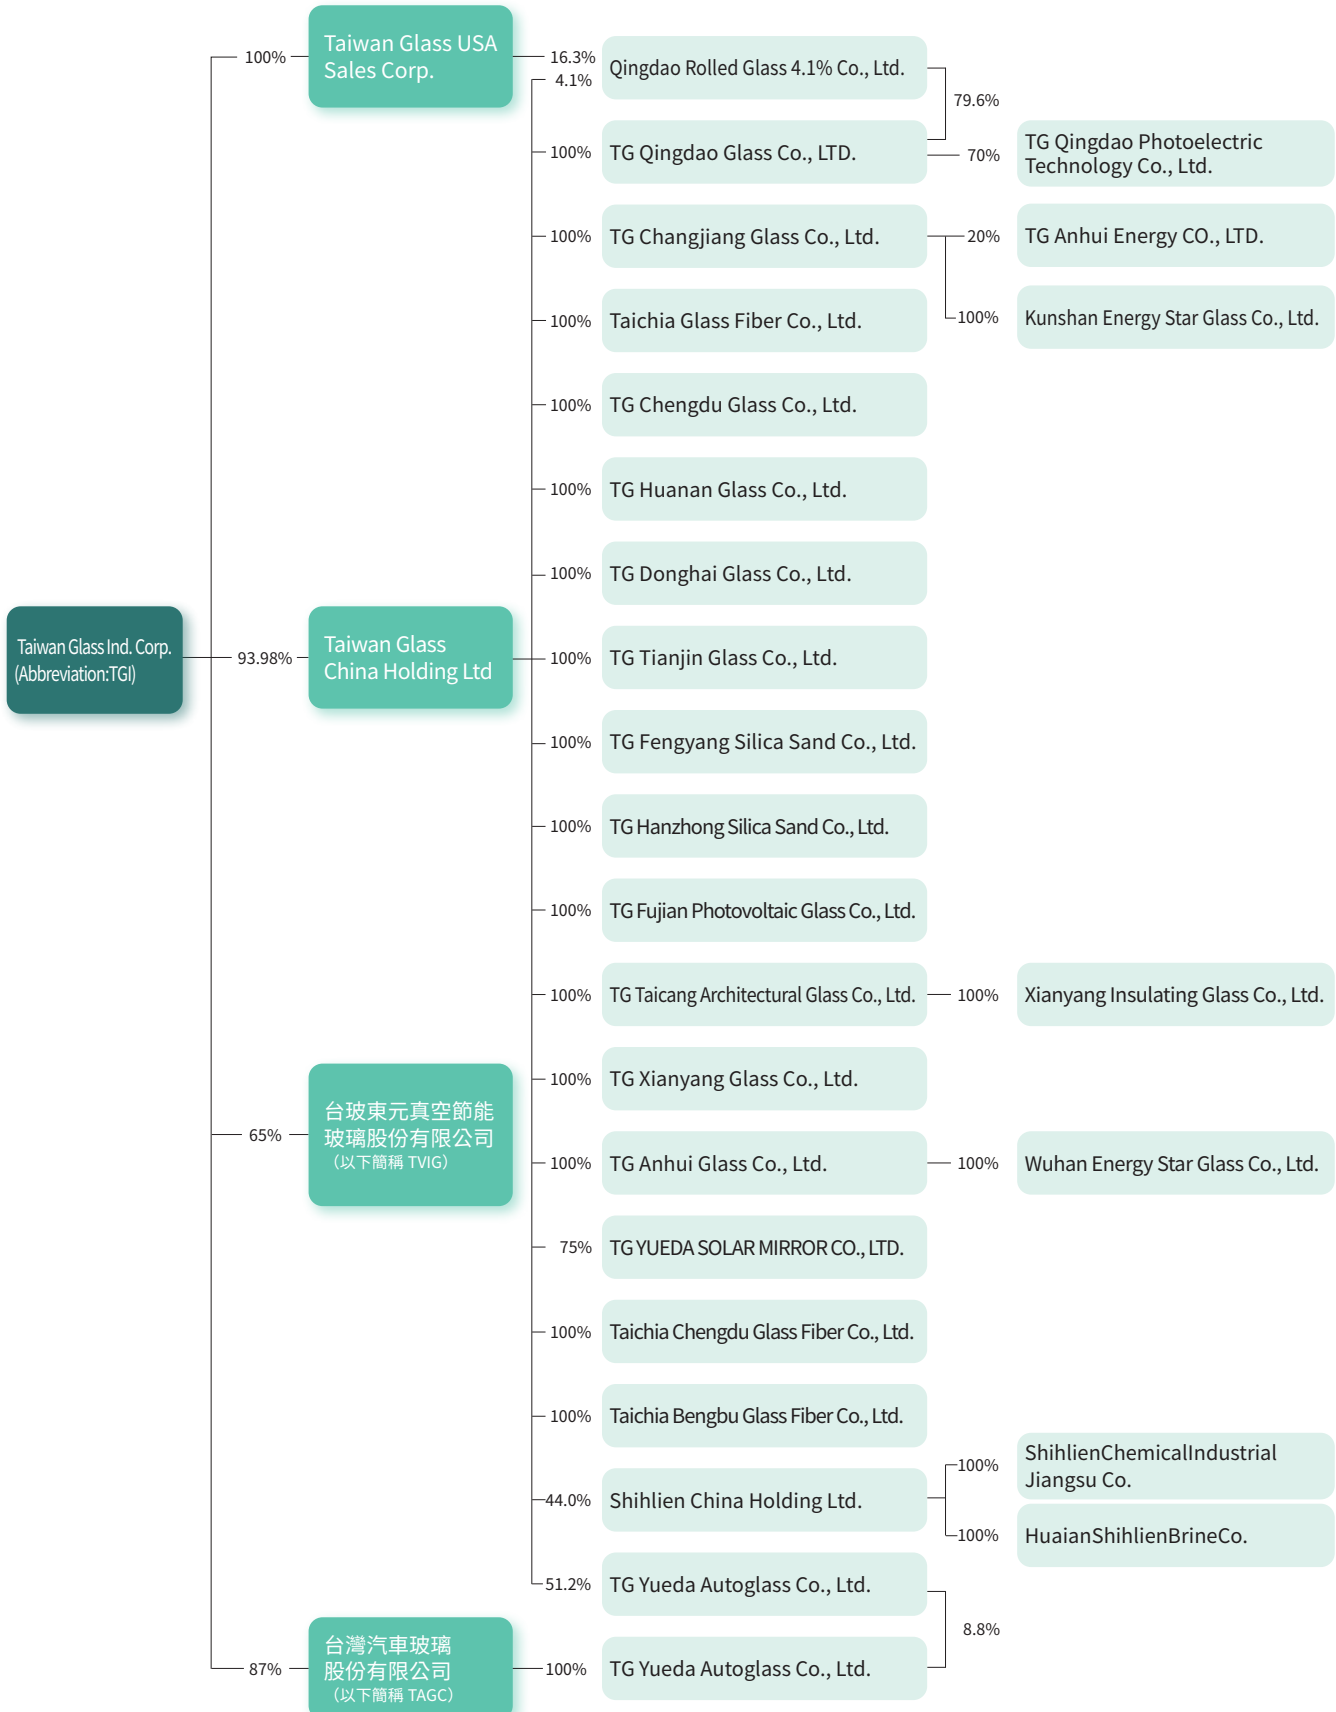 Taiwan Glass Ind. Corp.
(Abbreviation:TGI)
100%
Taiwan Glass USA
Sales Corp.
93.98%
Taiwan Glass
China Holding Ltd
65%
台玻東元真空節能
玻璃股份有限公司
（以下簡稱 TVIG）
87%
台灣汽車玻璃
股份有限公司
（以下簡稱 TAGC）
16.3%
4.1%
Qingdao Rolled Glass 4.1% Co., Ltd.
79.6%
100%
TG Qingdao Glass Co., LTD.
70%
TG Qingdao Photoelectric
Technology Co., Ltd.
100%
TG Changjiang Glass Co., Ltd.
20%
TG Anhui Energy CO., LTD.
100%
Kunshan Energy Star Glass Co., Ltd.
100%
Taichia Glass Fiber Co., Ltd.
100%
TG Chengdu Glass Co., Ltd.
100%
TG Huanan Glass Co., Ltd.
100%
TG Donghai Glass Co., Ltd.
100%
TG Tianjin Glass Co., Ltd.
100%
TG Fengyang Silica Sand Co., Ltd.
100%
TG Hanzhong Silica Sand Co., Ltd.
100%
TG Fujian Photovoltaic Glass Co., Ltd.
100%
TG Taicang Architectural Glass Co., Ltd.
100%
Xianyang Insulating Glass Co., Ltd.
100%
TG Xianyang Glass Co., Ltd.
100%
TG Anhui Glass Co., Ltd.
100%
Wuhan Energy Star Glass Co., Ltd.
75%
TG YUEDA SOLAR MIRROR CO., LTD.
100%
Taichia Chengdu Glass Fiber Co., Ltd.
100%
Taichia Bengbu Glass Fiber Co., Ltd.
44.0%
Shihlien China Holding Ltd.
100%
ShihlienChemicalIndustrial
Jiangsu Co.
100%
HuaianShihlienBrineCo.
51.2%
TG Yueda Autoglass Co., Ltd.
8.8%
100%
TG Yueda Autoglass Co., Ltd.